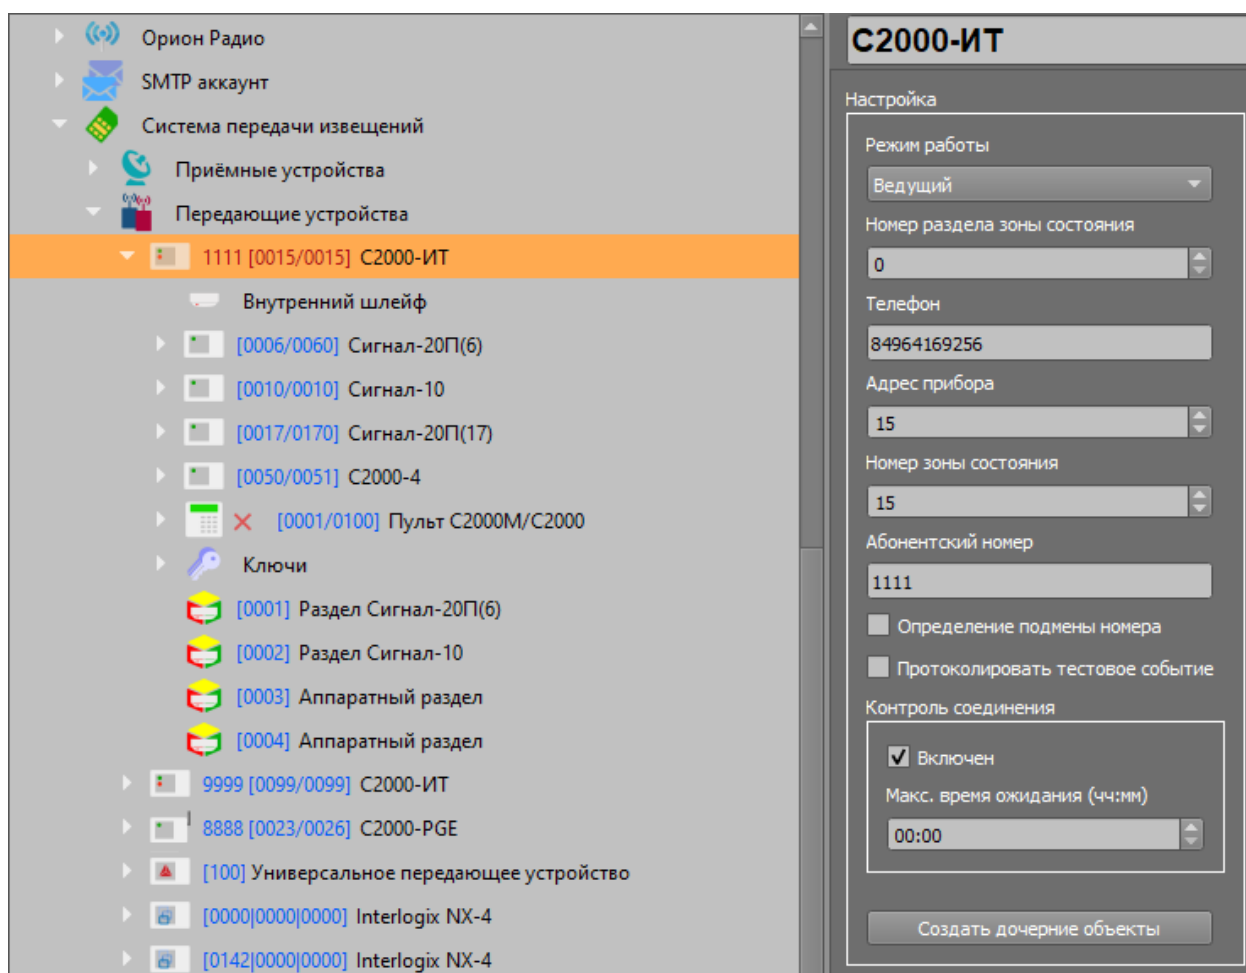 Орион Радио
SMTP аккаунт
Система передачи извещений
Приёмные устройства
Передающие устройства
1111 [0015/0015] С2000-ИТ
Внутренний шлейф
[0006/0060] Сигнал-20П(6)
[0010/0010] Сигнал-10
[0017/0170] Сигнал-20П(17)
[0050/0051] С2000-4
[0001/0100] Пульт С2000М/С2000
Ключи
[0001] Раздел Сигнал-20П(6)
[0002] Раздел Сигнал-10
[0003] Аппаратный раздел
[0004] Аппаратный раздел
9999 [0099/0099] С2000-ИТ
8888 [0023/0026] С2000-PGE
[100] Универсальное передающее устройство
[0000|0000|0000] Interlogix NX-4
[0142|0000|0000] Interlogix NX-4
С2000-ИТ
Настройка
Режим работы
Ведущий
Номер раздела зоны состояния
0
Телефон
84964169256
Адрес прибора
15
Номер зоны состояния
15
Абонентский номер
1111
Определение подмены номера
Протоколировать тестовое событие
Контроль соединения
Включен
Макс. время ожидания (чч:мм)
00:00
Создать дочерние объекты